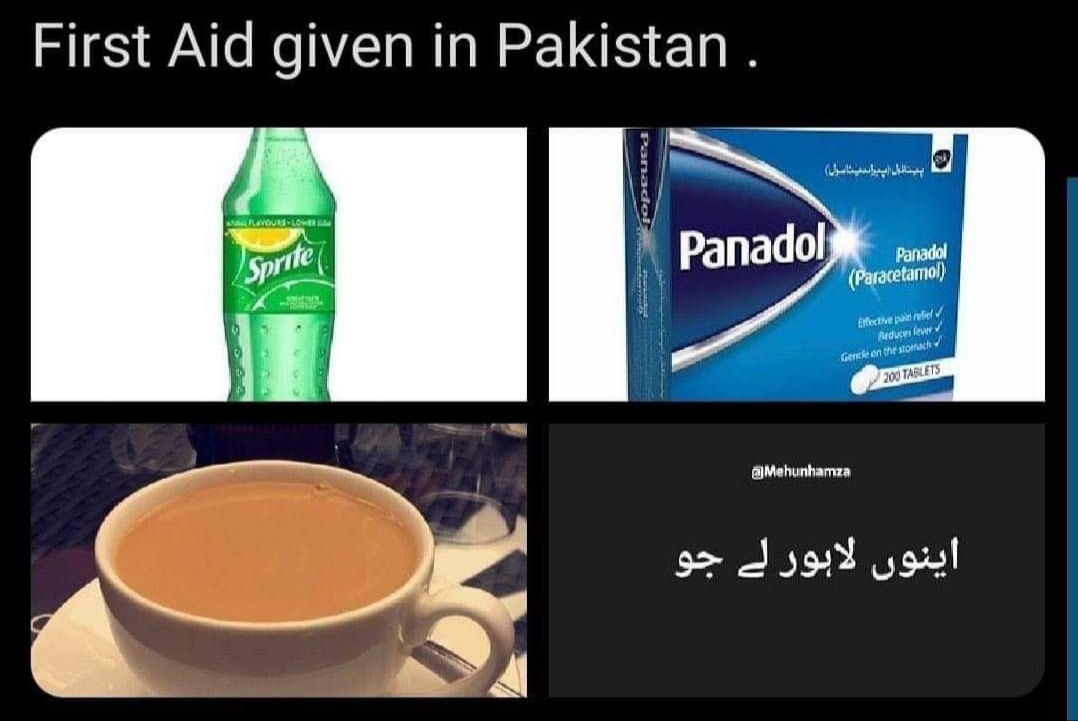 First Aid given in Pakistan .
Sprite
Panadol
Panadol
Panadol
(Paracetamol)
Effective pain relief ✓
Reduces fever ✓
Gentle on the stomach ✓
200 TABLETS
@Mehunhamza
اینوں لاہور لے جو